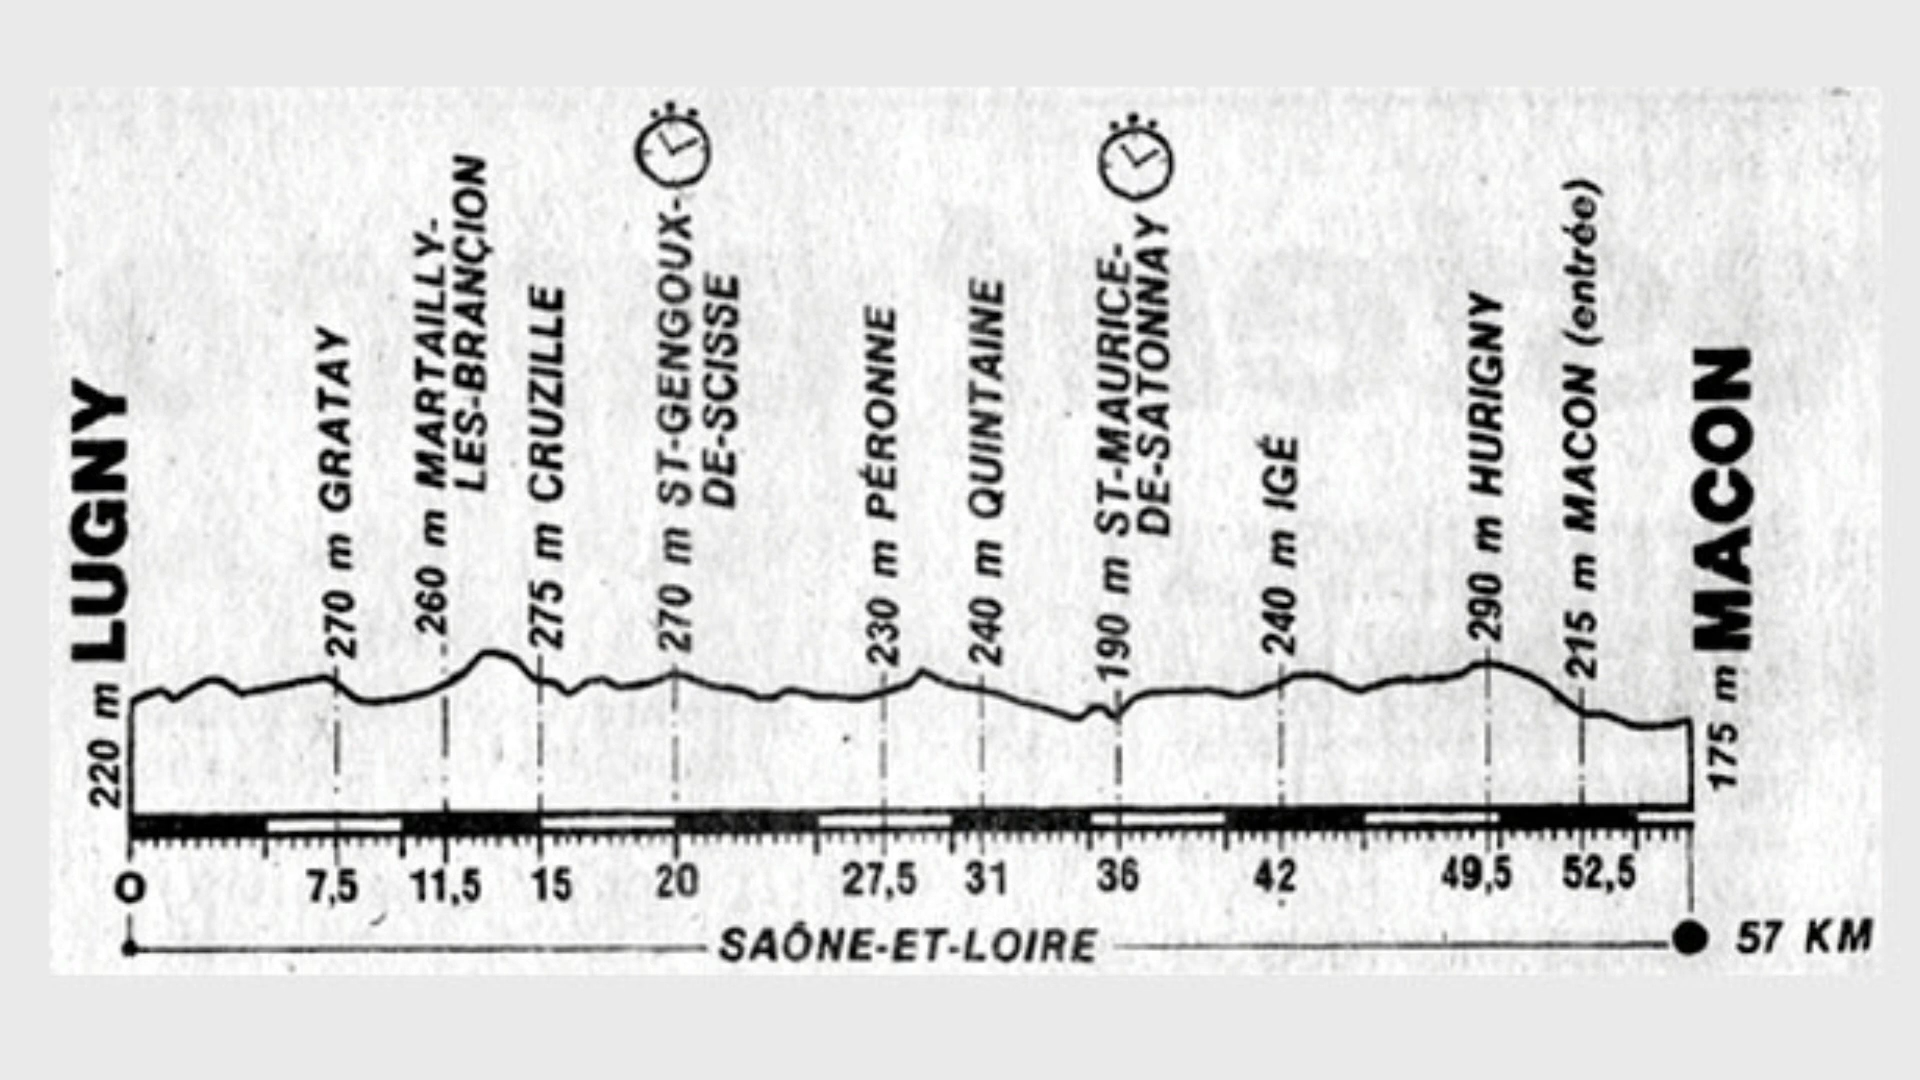 220 m LUGNY
270 m GRATAY
260 m MARTAILLY-
LES-BRANÇION
275 m CRUZILLE
270 m ST-GENGOUX-
DE-SCISSE
230 m PÉRONNE
240 m QUINTAINE
190 m ST-MAURICE-
DE-SATONNAY
240 m IGÉ
290 m HURIGNY
215 m MACON (entrée)
175 m MACON
0 7,5 11,5 15 20 27,5 31 36 42 49,5 52,5
SAÔNE-ET-LOIRE 57 KM